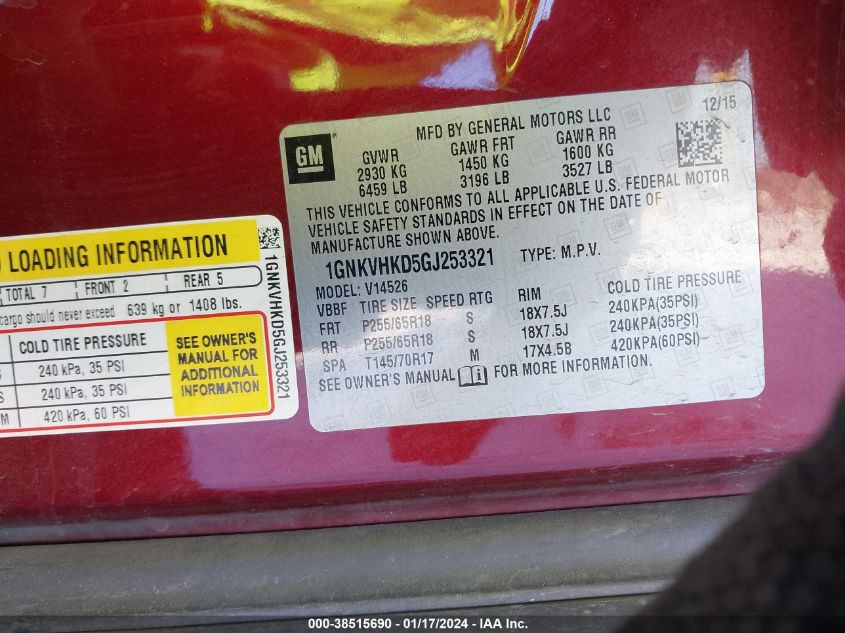 12/15
MFD BY GENERAL MOTORS LLC
GM
GVWR GAWR FRT GAWR RR
2930 KG 1450 KG 1600 KG
6459 LB 3196 LB 3527 LB
THIS VEHICLE CONFORMS TO ALL APPLICABLE U.S. FEDERAL MOTOR
VEHICLE SAFETY STANDARDS IN EFFECT ON THE DATE OF
MANUFACTURE SHOWN ABOVE.
1GNKVHKD5GJ253321 TYPE: M.P.V.
MODEL: V14526
VBBF TIRE SIZE SPEED RTG RIM COLD TIRE PRESSURE
FRT P255/65R18 S 18X7.5J 240KPA(35PSI)
RR P255/65R18 S 18X7.5J 240KPA(35PSI)
SPA T145/70R17 M 17X4.5B 420KPA(60PSI)
SEE OWNER'S MANUAL FOR MORE INFORMATION.
LOADING INFORMATION
TOTAL 7 FRONT 2 REAR 5
cargo should never exceed 639 kg or 1408 lbs.
COLD TIRE PRESSURE
240 kPa, 35 PSI
S 240 kPa, 35 PSI
M 420 kPa, 60 PSI
SEE OWNER'S
MANUAL FOR
ADDITIONAL
INFORMATION
1GNKVHKD5GJ253321
000-38515690 - 01/17/2024 - IAA Inc.